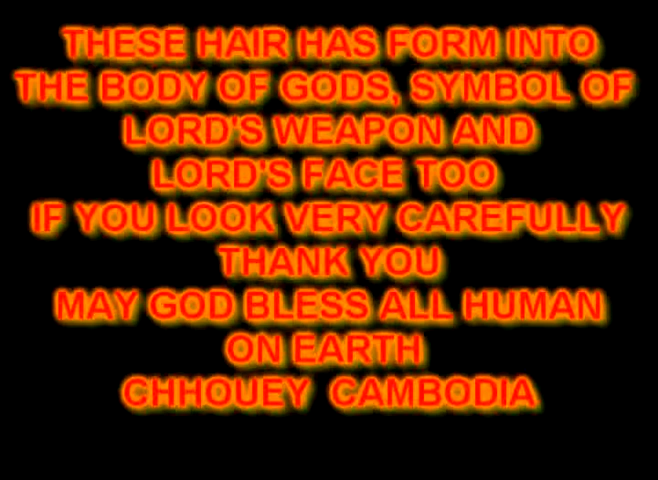 THESE HAIR HAS FORM INTO
THE BODY OF GODS, SYMBOL OF
LORD'S WEAPON AND
LORD'S FACE TOO
IF YOU LOOK VERY CAREFULLY
THANK YOU
MAY GOD BLESS ALL HUMAN
ON EARTH
CHHOUEY CAMBODIA